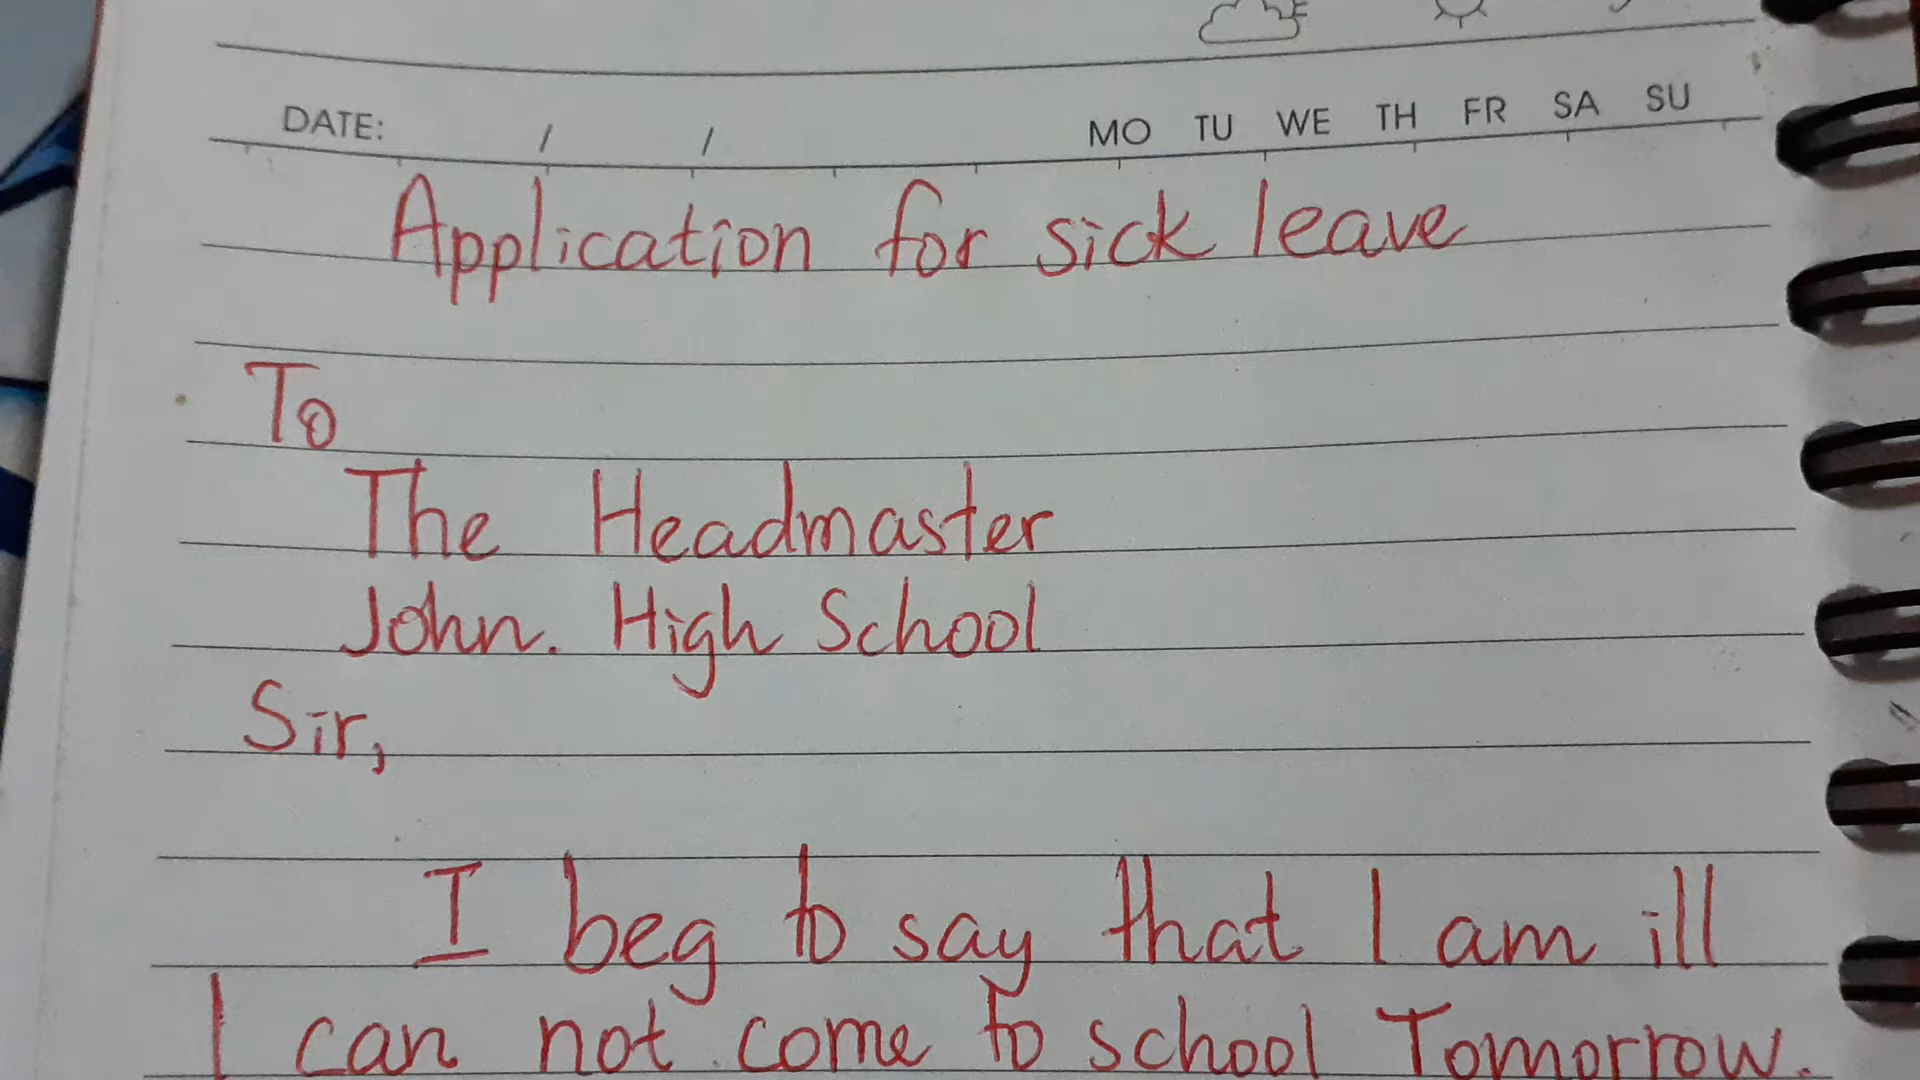 DATE: / / MO TU WE TH FR SA SU
Application for sick leave
To
The Headmaster
John. High School
Sir,
I beg to say that I am ill
I can not come to school Tomorrow.